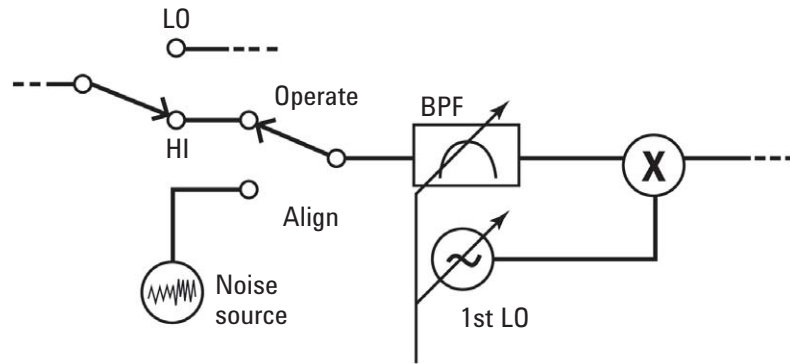 LO
Operate
BPF
HI
X
Align
Noise
source
1st LO